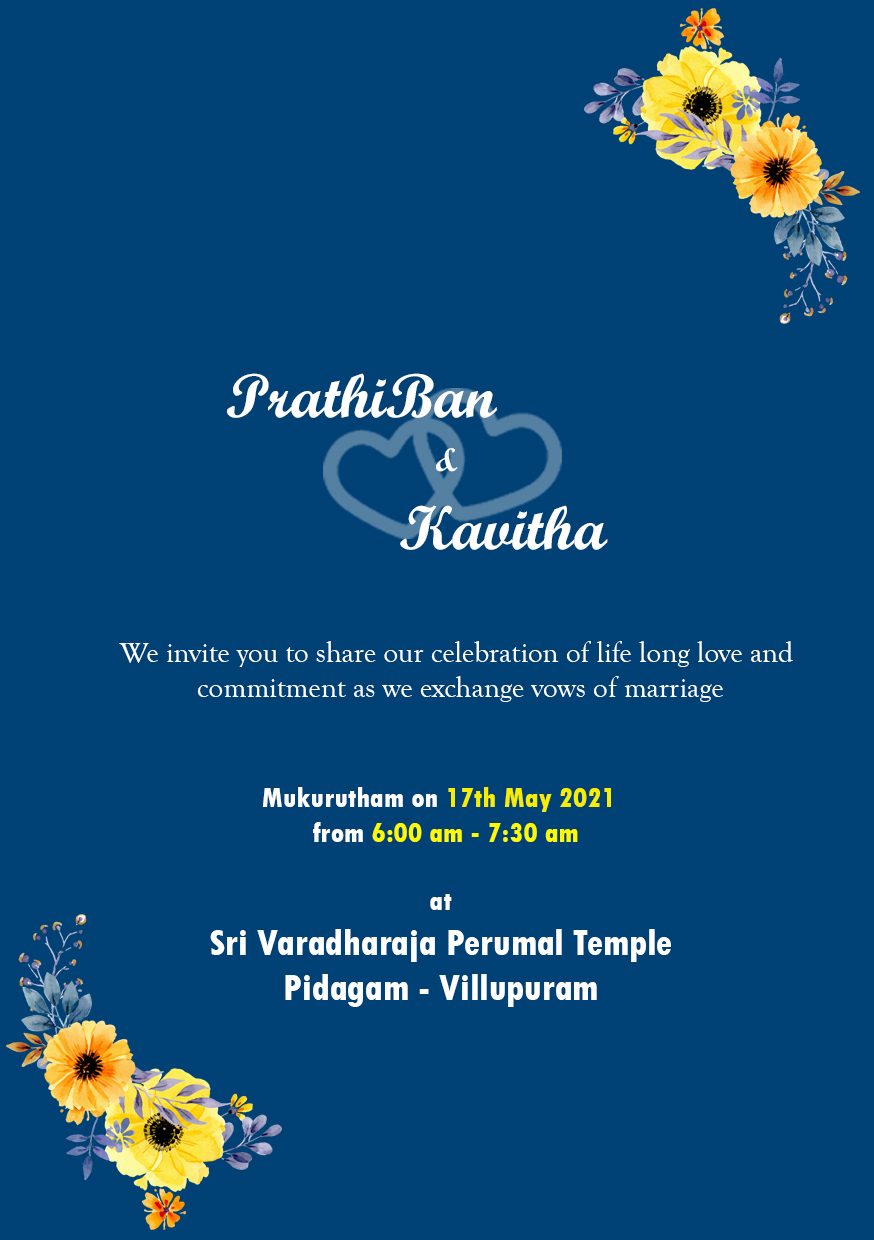 PrathiBan
&
Kavitha
We invite you to share our celebration of life long love and
commitment as we exchange vows of marriage
Mukurutham on 17th May 2021
from 6:00 am - 7:30 am
at
Sri Varadharaja Perumal Temple
Pidagam - Villupuram